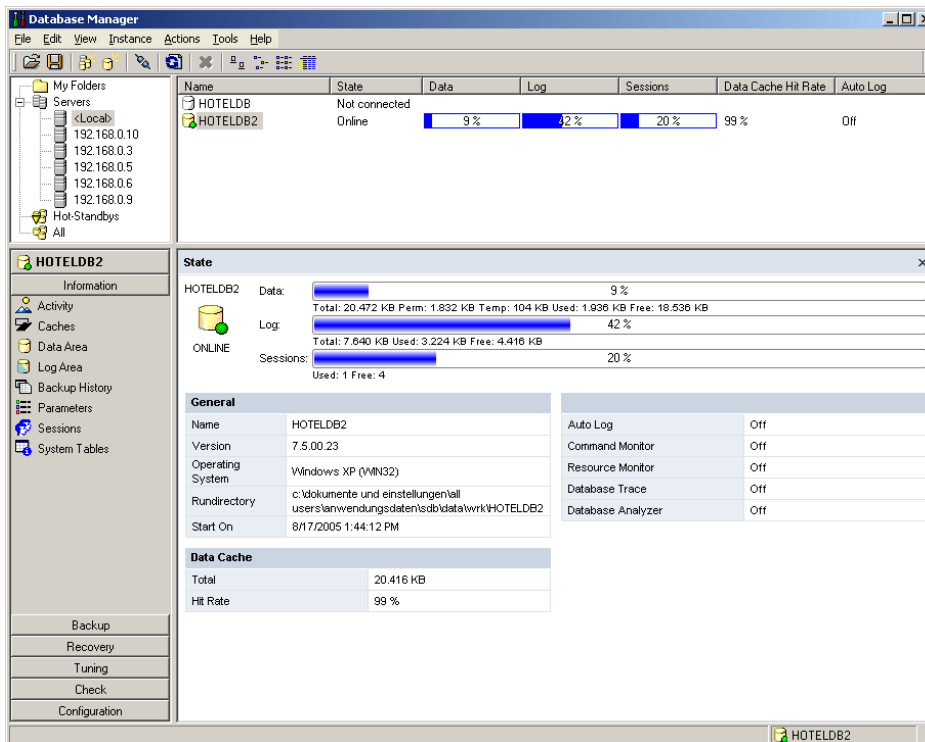 Database Manager
File Edit View Instance Actions Tools Help
My Folders
Servers
<Local>
192.168.0.10
192.168.0.3
192.168.0.5
192.168.0.6
192.168.0.9
Hot-Standbys
All
Name State Data Log Sessions Data Cache Hit Rate Auto Log
HOTELDB Not connected
HOTELDB2 Online 9 % 42 % 20 % 99 % Off
HOTELDB2
Information
Activity
Caches
Data Area
Log Area
Backup History
Parameters
Sessions
System Tables
Backup
Recovery
Tuning
Check
Configuration
State
HOTELDB2
ONLINE
Data: 9 %
Total: 20.472 KB Perm: 1.832 KB Temp: 104 KB Used: 1.936 KB Free: 18.536 KB
Log: 42 %
Total: 7.640 KB Used: 3.224 KB Free: 4.416 KB
Sessions: 20 %
Used: 1 Free: 4
General
Name HOTELDB2
Version 7.5.00.23
Operating
System Windows XP (WIN32)
Rundirectory c:\dokumente und einstellungen\all
users\anwendungsdaten\sdb\data\wrk\HOTELDB2
Start On 8/17/2005 1:44:12 PM
Auto Log Off
Command Monitor Off
Resource Monitor Off
Database Trace Off
Database Analyzer Off
Data Cache
Total 20.416 KB
Hit Rate 99 %
HOTELDB2